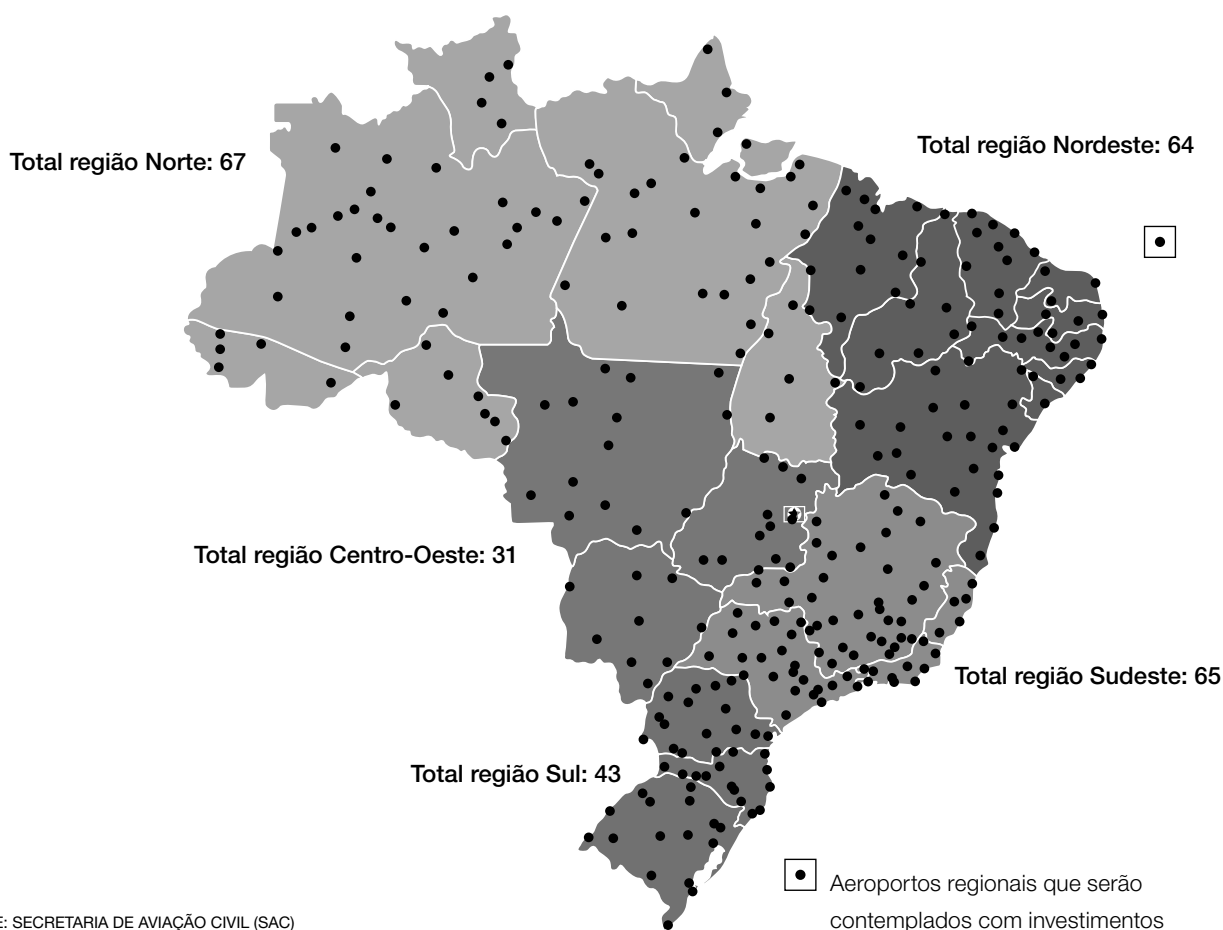 Total região Nordeste: 64
Total região Norte: 67
Total região Centro-Oeste: 31
Total região Sudeste: 65
Total região Sul: 43
Aeroportos regionais que serão
contemplados com investimentos
E: SECRETARIA DE AVIAÇÃO CIVIL (SAC)